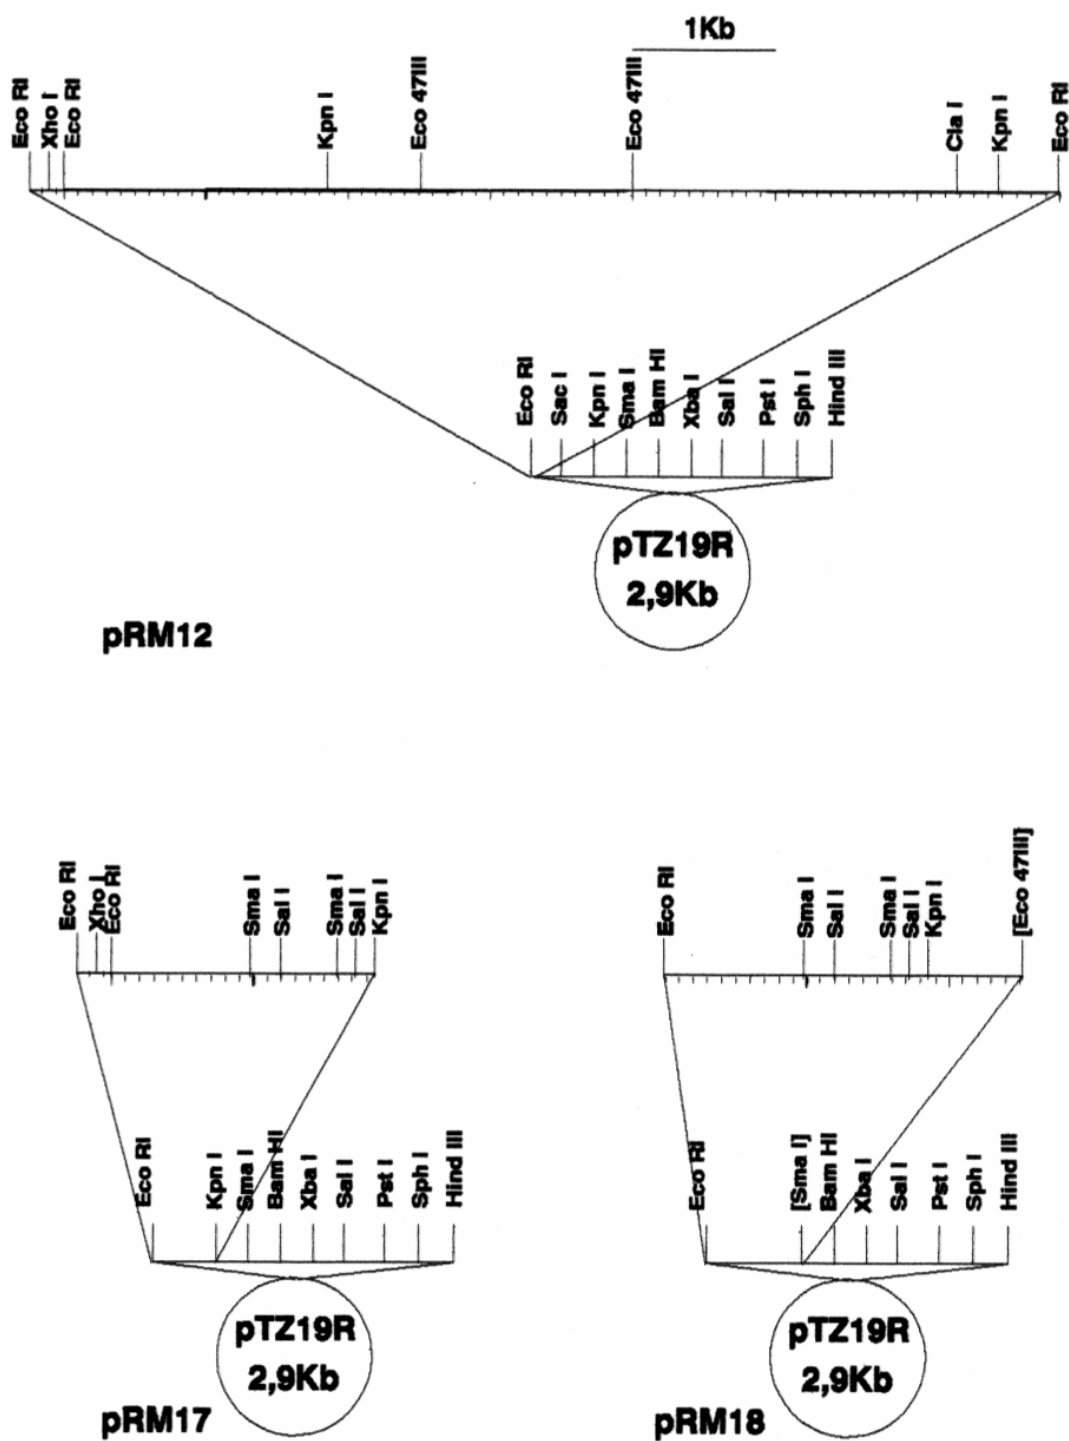 1Kb
Eco RI
Xho I
Eco RI
Kpn I
Eco 47III
Eco 47III
Cla I
Kpn I
Eco RI
Eco RI
Sac I
Kpn I
Sma I
Bam HI
Xba I
Sal I
Pst I
Sph I
Hind III
pTZ19R
2,9Kb
pRM12
Eco RI
Xho I
Eco RI
Sma I
Sal I
Sma I
Sal I
Kpn I
Eco RI
Kpn I
Sma I
Bam HI
Xba I
Sal I
Pst I
Sph I
Hind III
pTZ19R
2,9Kb
pRM17
Eco RI
Sma I
Sal I
Sma I
Sal I
Kpn I
[Eco 47III]
Eco RI
[Sma I]
Bam HI
Xba I
Sal I
Pst I
Sph I
Hind III
pTZ19R
2,9Kb
pRM18